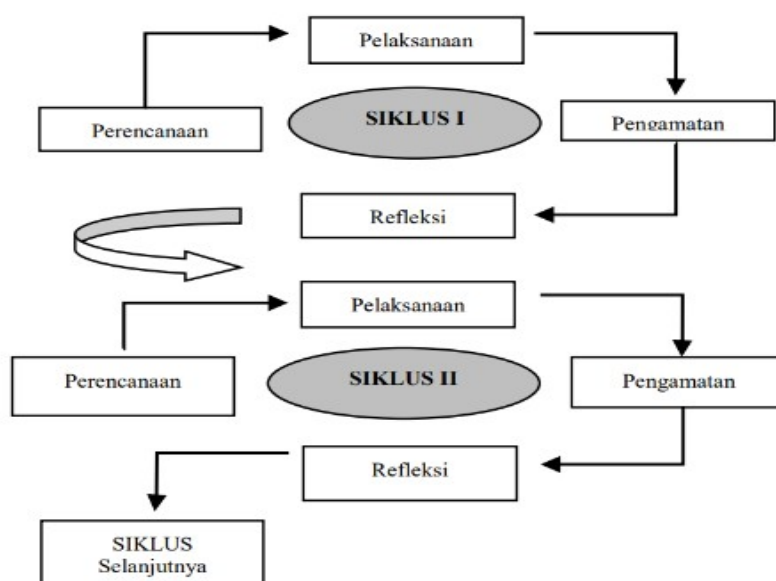 Pelaksanaan
Perencanaan
SIKLUS I
Pengamatan
Refleksi
Pelaksanaan
Perencanaan
SIKLUS II
Pengamatan
Refleksi
SIKLUS
Selanjutnya